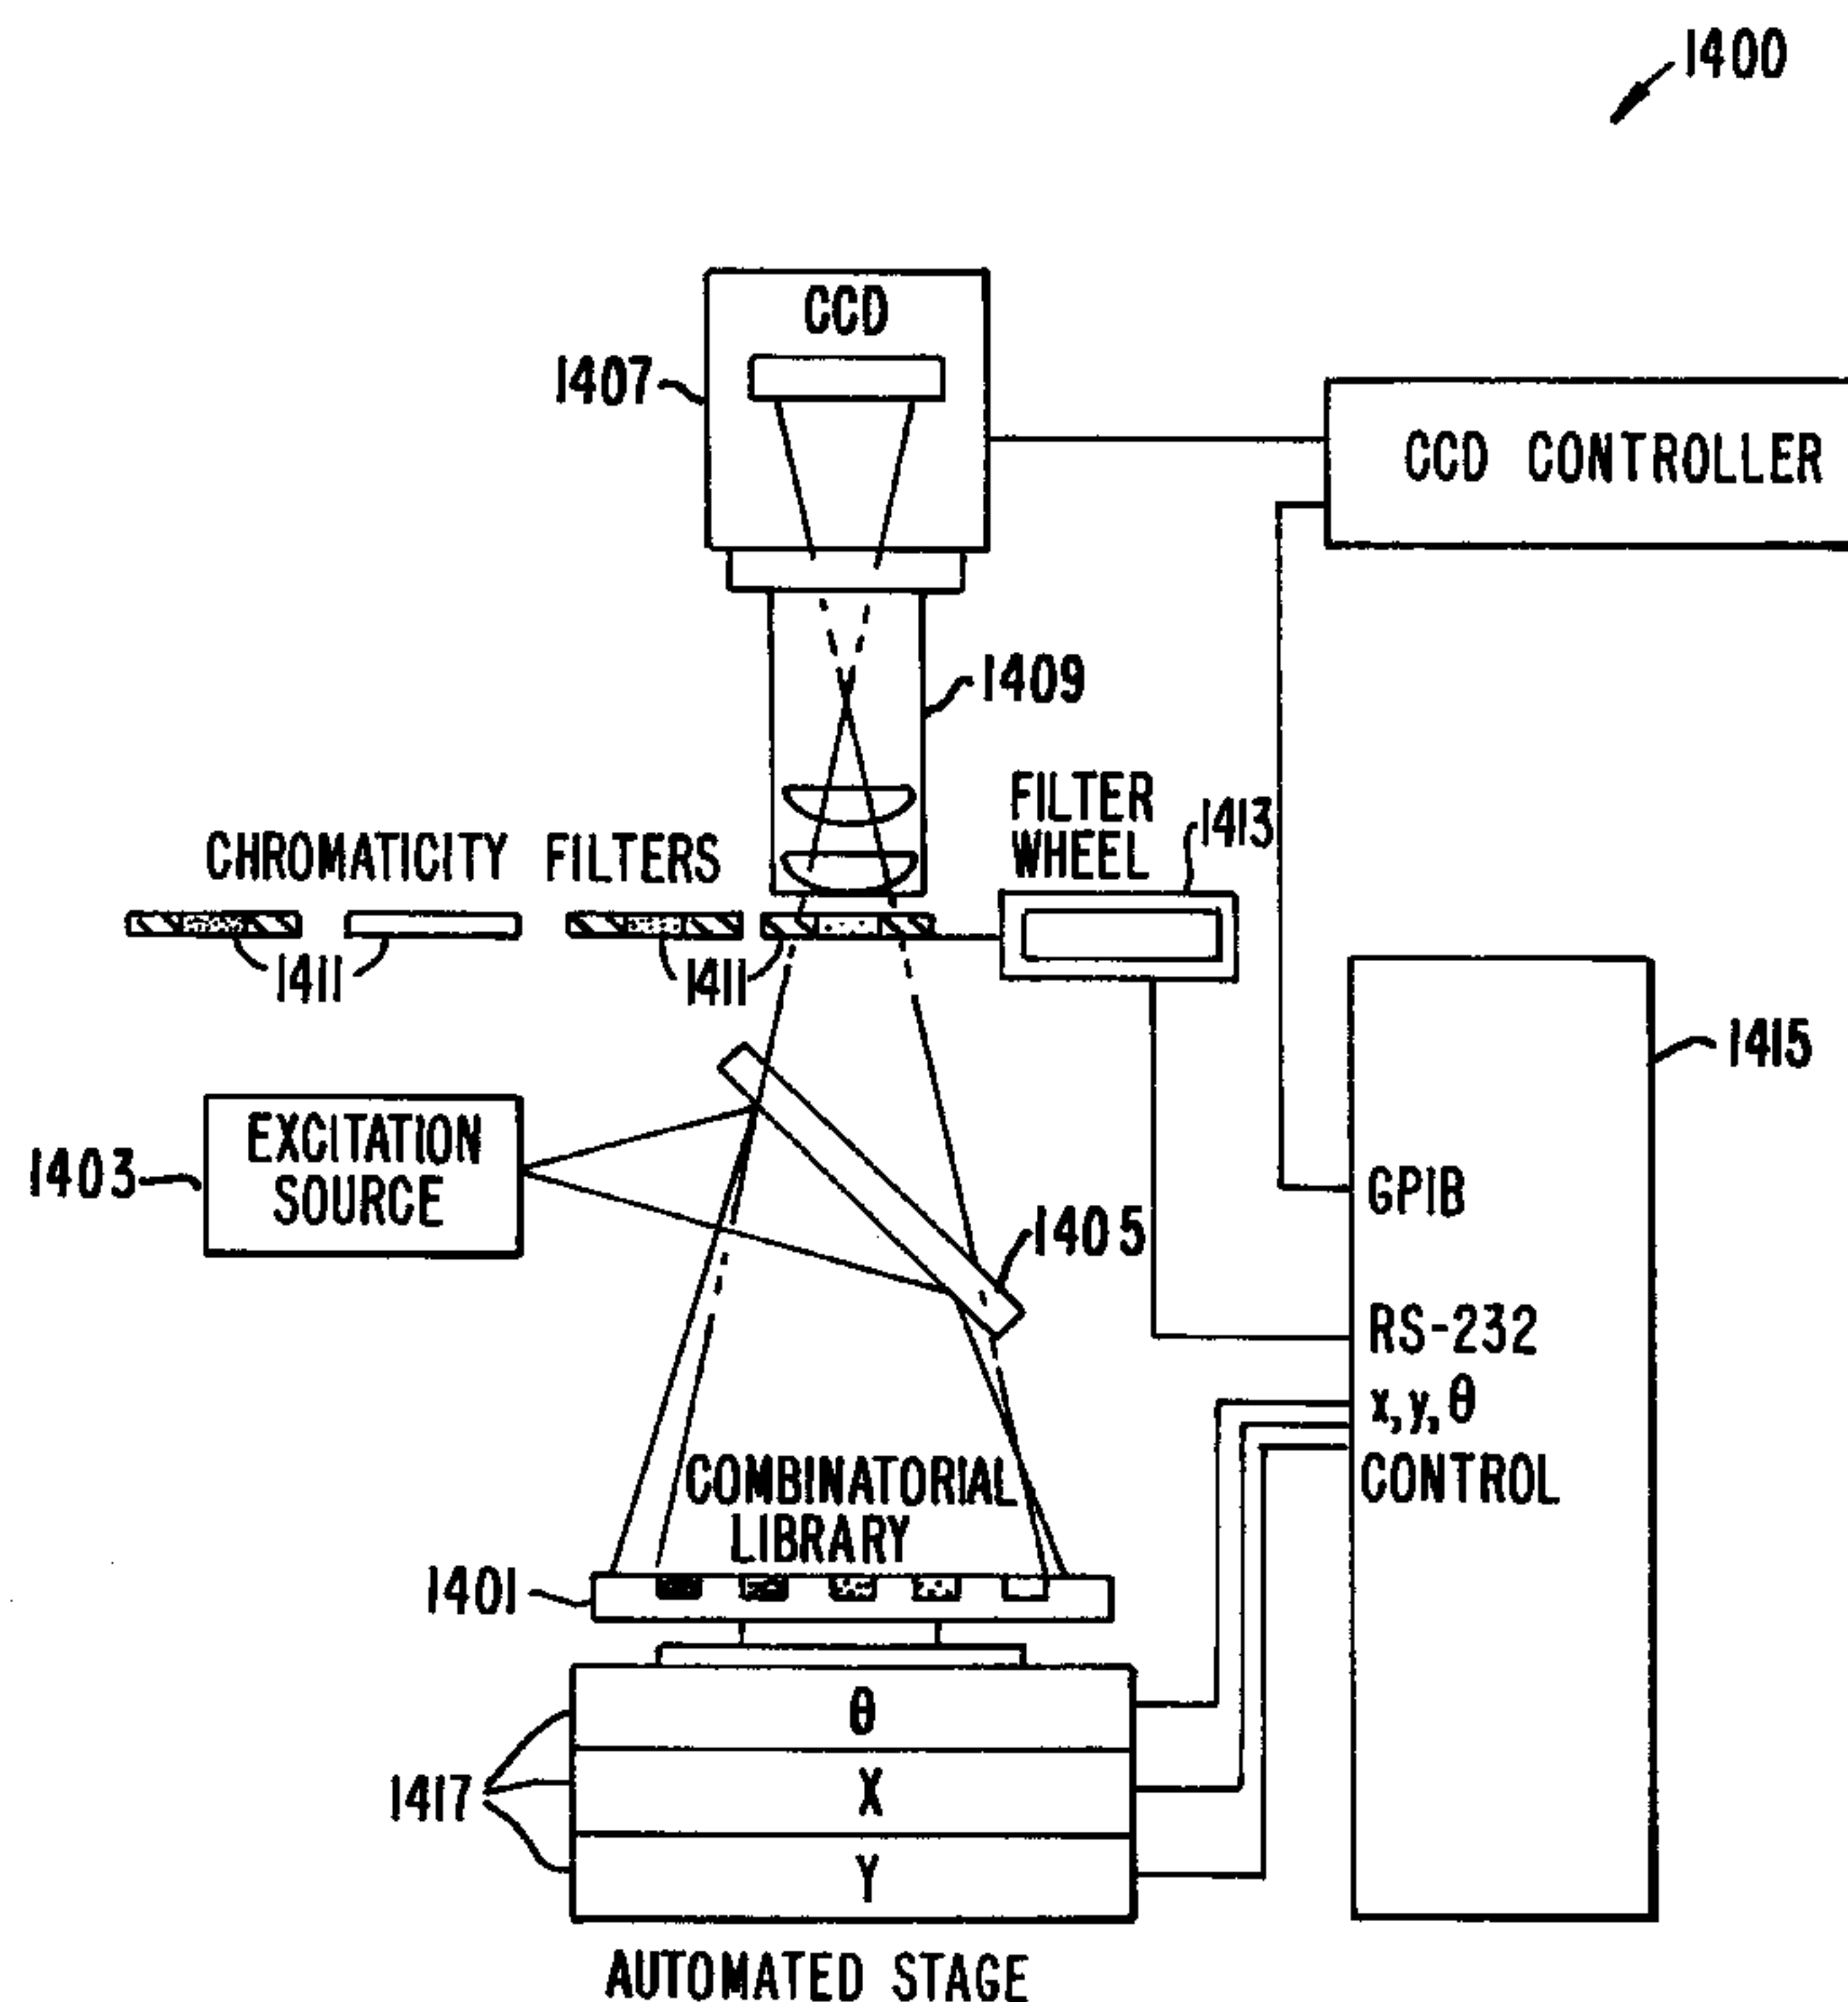 1400
CCD
1407
CCD CONTROLLER
1409
FILTER
WHEEL
1413
CHROMATICITY FILTERS
1411
1411
1415
EXCITATION
SOURCE
1403
GPIB
1405
RS-232
x, y, θ
CONTROL
COMBINATORIAL
LIBRARY
1401
θ
X
1417
Y
AUTOMATED STAGE